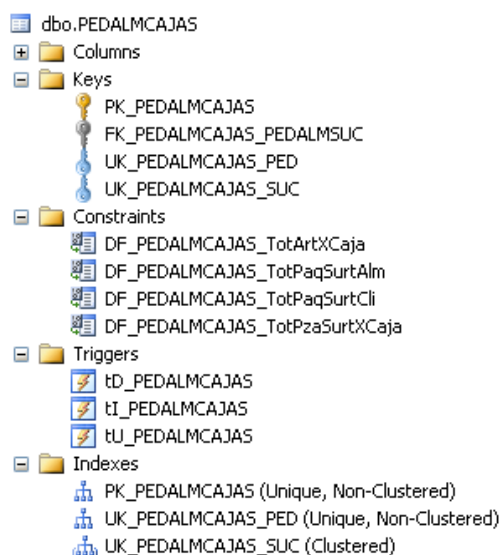 dbo.PEDALMCAJAS
Columns
Keys
PK_PEDALMCAJAS
FK_PEDALMCAJAS_PEDALMSUC
UK_PEDALMCAJAS_PED
UK_PEDALMCAJAS_SUC
Constraints
DF_PEDALMCAJAS_TotArtXCaja
DF_PEDALMCAJAS_TotPaqSurtAlm
DF_PEDALMCAJAS_TotPaqSurtCli
DF_PEDALMCAJAS_TotPzaSurtXCaja
Triggers
tD_PEDALMCAJAS
tI_PEDALMCAJAS
tU_PEDALMCAJAS
Indexes
PK_PEDALMCAJAS (Unique, Non-Clustered)
UK_PEDALMCAJAS_PED (Unique, Non-Clustered)
UK_PEDALMCAJAS_SUC (Clustered)